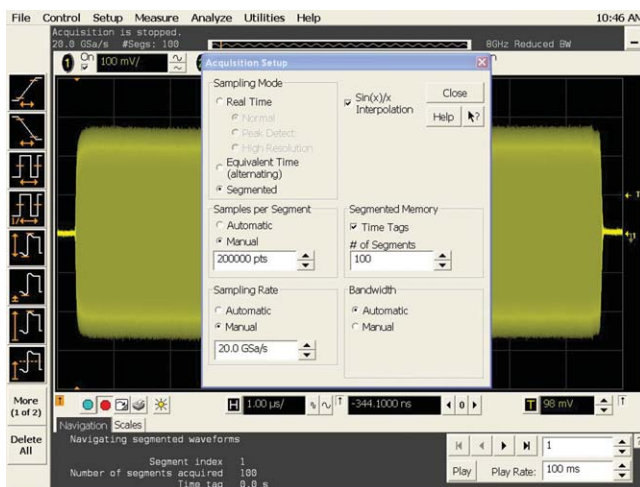 File Control Setup Measure Analyze Utilities Help 10:46 AM
Acquisition is stopped.
20.0 GSa/s #Segs: 100 8GHz Reduced BW
1 On 100 mV/
Acquisition Setup
Sampling Mode
Real Time
Normal
Peak Detect
High Resolution
Equivalent Time
(alternating)
Segmented
Sin(x)/x
Interpolation
Close
Help
Samples per Segment
Automatic
Manual
200000 pts
Segmented Memory
Time Tags
# of Segments
100
Sampling Rate
Automatic
Manual
20.0 GSa/s
Bandwidth
Automatic
Manual
More
(1 of 2)
Delete
All
H 1.00 µs/ -344.1000 ns 0 T 98 mV
Navigation Scales
Navigating segmented waveforms
Segment index 1
Number of segments acquired 100
Time tag 0.0 s
1
Play Play Rate: 100 ms